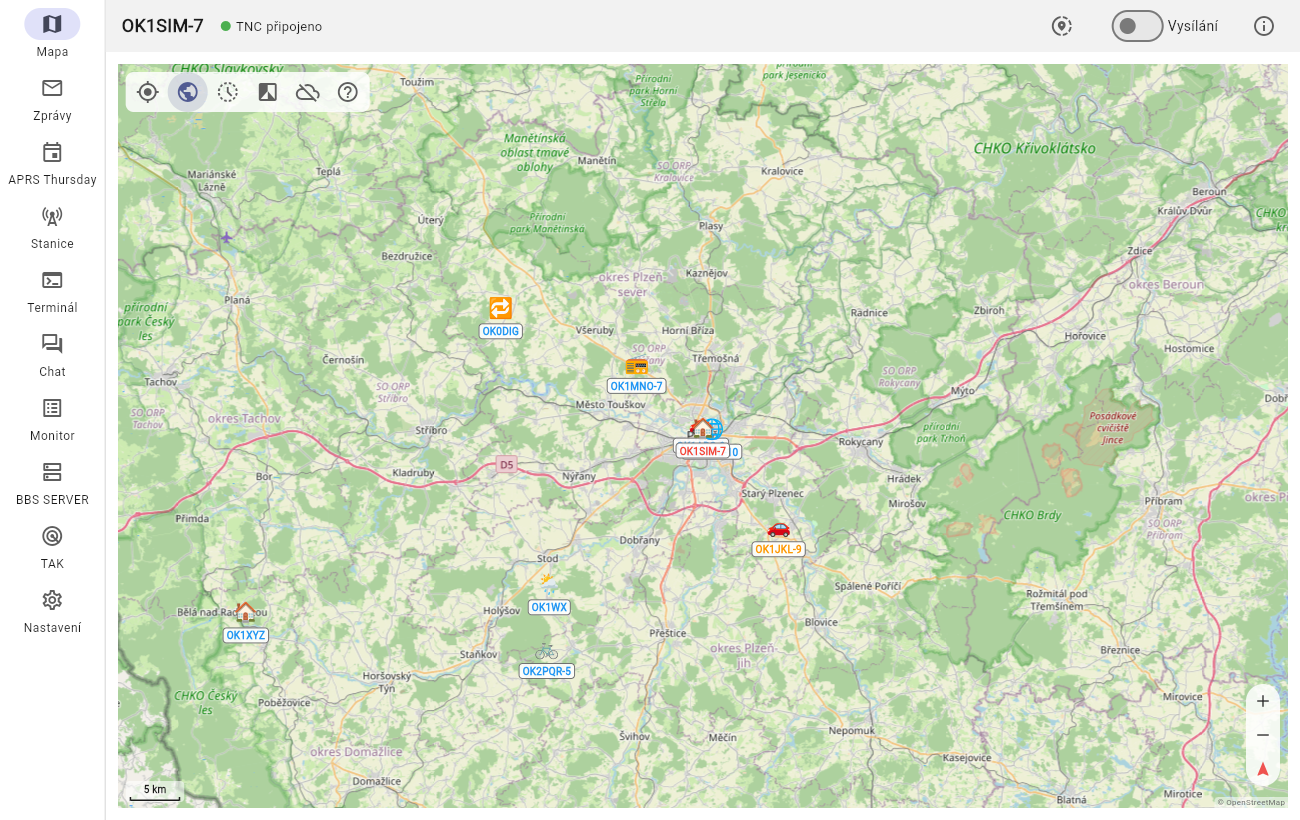 OK1SIM-7
TNC připojeno
Vysílání
Mapa
Zprávy
APRS Thursday
Stanice
Terminál
Chat
Monitor
BBS SERVER
TAK
Nastavení
CHKO Slavkovský
Toužim
Přírodní
park Horní
Střela
park Jesenicko
Manětínská
oblast tmavé
oblohy
Manětín
SO ORP
Kralovice
Kralovice
CHKO Křivoklátsko
Mariánské
Lázně
Teplá
Beroun
Králův Dvůr
CHKO
Úterý
Přírodní
park Manětínská
Plasy
Zdice
Bezdružice
Kaznějov
okres Plzeň-
sever
okres Beroun
Planá
přírodní
park Český
les
OK0DIG
Všeruby
Horní Bříza
Radnice
Zbiroh
Hořovice
Hostomice
Černošín
SO ORP
OK1MNO-7
Třemošná
SO ORP
Rokycany
Tachov
SO ORP
Stříbro
Mýto
SO ORP
Tachov
okres Tachov
Město Touškov
Posádkové
cvičiště
Jince
Stříbro
přírodní
park Trhoň
Rokycany
OK1SIM-7
0
D5
Bor
Kladruby
Nýřany
Hrádek
Starý Plzenec
Mirošov
Příbram
okres
Přimda
CHKO Brdy
SO ORP
Příbram
Dobřany
OK1JKL-9
Stod
Spálené Poříčí
Rožmitál pod
Třemšínem
OK1WX
Holýšov
Bělá nad
OK1XYZ
Přeštice
Blovice
Staňkov
OK2PQR-5
okres Plzeň-
jih
Březnice
Horšovský
Týn
CHKO Český
les
Poběžovice
Mirovice
Švihov
Měčín
Nepomuk
okres Domažlice
Kasejovice
Domažlice
5 km
Blatná
Mirotice
© OpenStreetMap